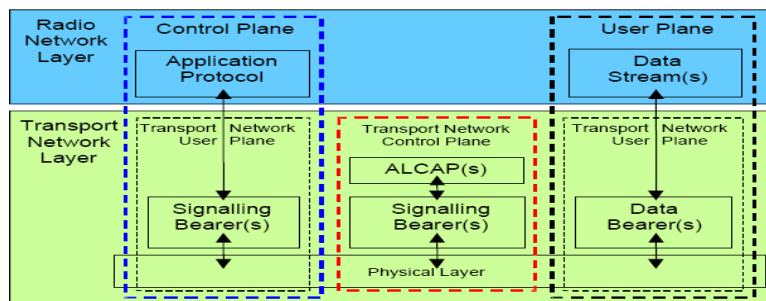 Radio
Network
Layer
Control Plane
Application
Protocol
User Plane
Data
Stream(s)
Transport
Network
Layer
Transport Network
User Plane
Signalling
Bearer(s)
Transport Network
Control Plane
ALCAP(s)
Signalling
Bearer(s)
Transport Network
User Plane
Data
Bearer(s)
Physical Layer